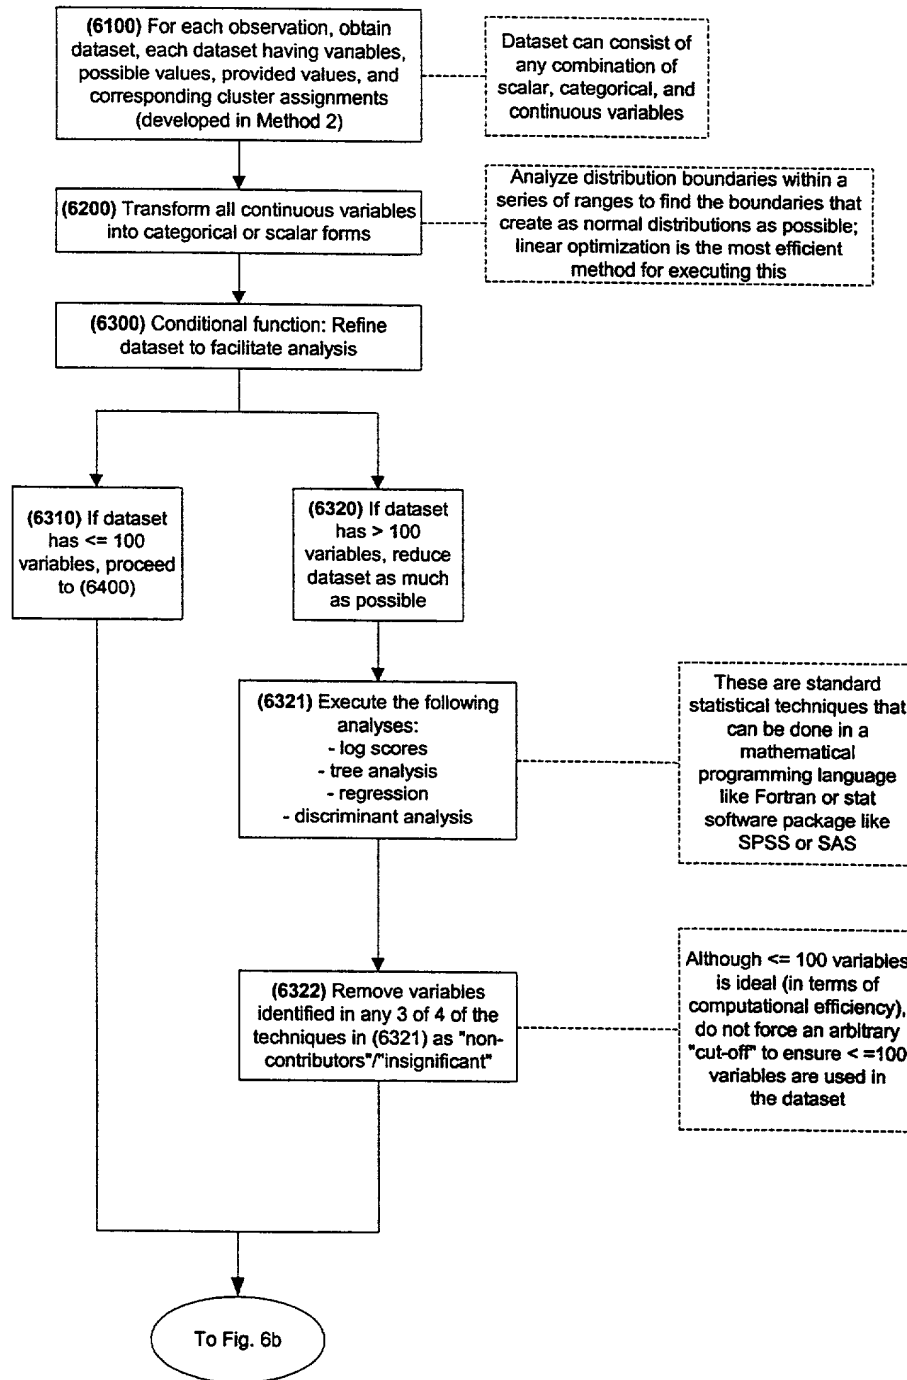 (6100) For each observation, obtain
dataset, each dataset having variables,
possible values, provided values, and
corresponding cluster assignments
(developed in Method 2)
Dataset can consist of
any combination of
scalar, categorical, and
continuous variables
(6200) Transform all continuous variables
into categorical or scalar forms
Analyze distribution boundaries within a
series of ranges to find the boundaries that
create as normal distributions as possible;
linear optimization is the most efficient
method for executing this
(6300) Conditional function: Refine
dataset to facilitate analysis
(6310) If dataset
has <= 100
variables, proceed
to (6400)
(6320) If dataset
has > 100
variables, reduce
dataset as much
as possible
(6321) Execute the following
analyses:
- log scores
- tree analysis
- regression
- discriminant analysis
These are standard
statistical techniques that
can be done in a
mathematical
programming language
like Fortran or stat
software package like
SPSS or SAS
(6322) Remove variables
identified in any 3 of 4 of the
techniques in (6321) as "non-
contributors"/"insignificant"
Although <= 100 variables
is ideal (in terms of
computational efficiency),
do not force an arbitrary
"cut-off" to ensure < =100
variables are used in
the dataset
To Fig. 6b